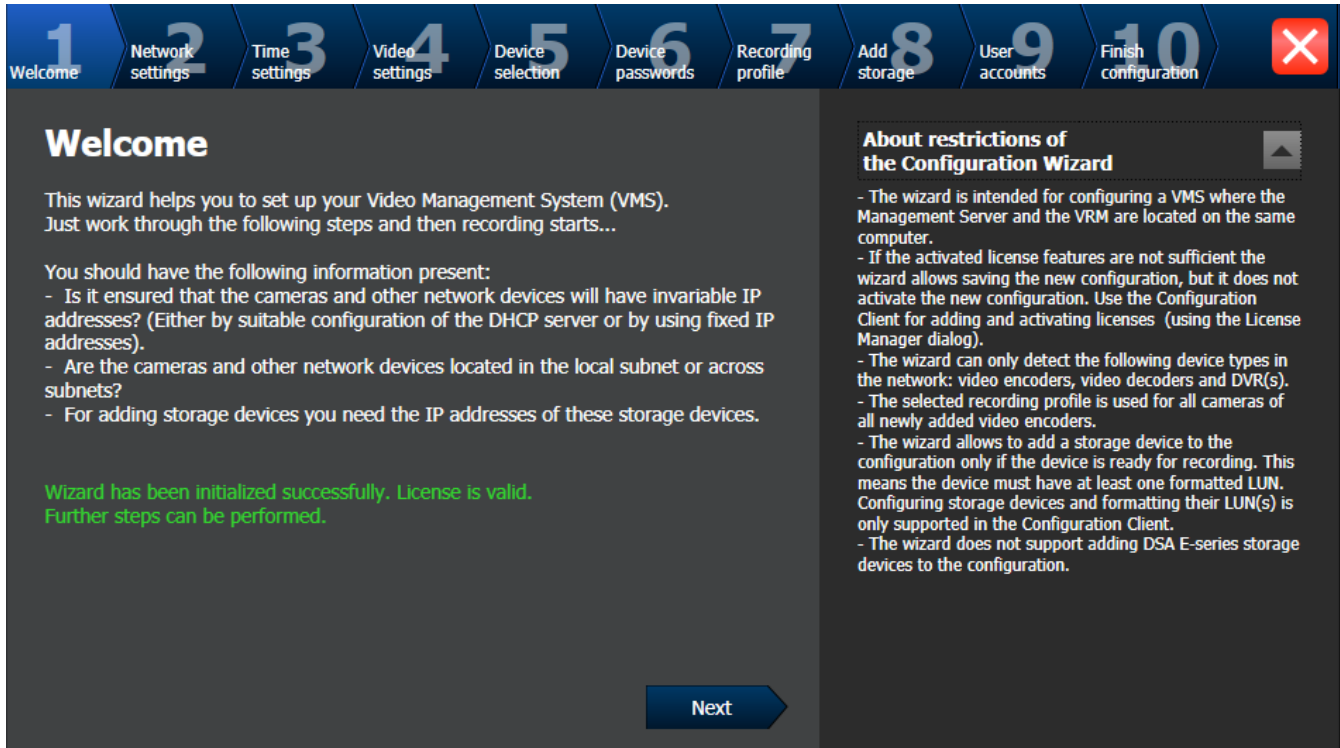 1
Welcome
2
Network
settings
3
Time
settings
4
Video
settings
5
Device
selection
6
Device
passwords
7
Recording
profile
8
Add
storage
9
User
accounts
10
Finish
configuration
Welcome
This wizard helps you to set up your Video Management System (VMS).
Just work through the following steps and then recording starts...
You should have the following information present:
- Is it ensured that the cameras and other network devices will have invariable IP
addresses? (Either by suitable configuration of the DHCP server or by using fixed IP
addresses).
- Are the cameras and other network devices located in the local subnet or across
subnets?
- For adding storage devices you need the IP addresses of these storage devices.
Wizard has been initialized successfully. License is valid.
Further steps can be performed.
Next
About restrictions of
the Configuration Wizard
- The wizard is intended for configuring a VMS where the
Management Server and the VRM are located on the same
computer.
- If the activated license features are not sufficient the
wizard allows saving the new configuration, but it does not
activate the new configuration. Use the Configuration
Client for adding and activating licenses (using the License
Manager dialog).
- The wizard can only detect the following device types in
the network: video encoders, video decoders and DVR(s).
- The selected recording profile is used for all cameras of
all newly added video encoders.
- The wizard allows to add a storage device to the
configuration only if the device is ready for recording. This
means the device must have at least one formatted LUN.
Configuring storage devices and formatting their LUN(s) is
only supported in the Configuration Client.
- The wizard does not support adding DSA E-series storage
devices to the configuration.